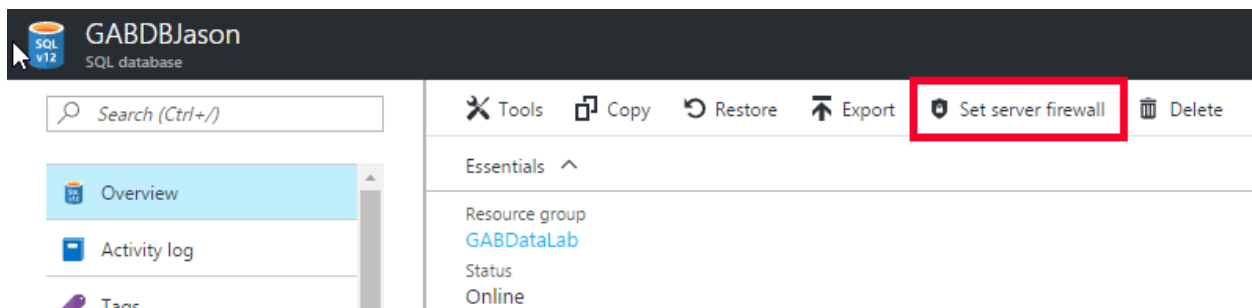 SQL
v12
GABDBJason
SQL database
Search (Ctrl+/)
Tools Copy Restore Export Set server firewall Delete
Essentials
Overview
Activity log
Tags
Resource group
GABDataLab
Status
Online